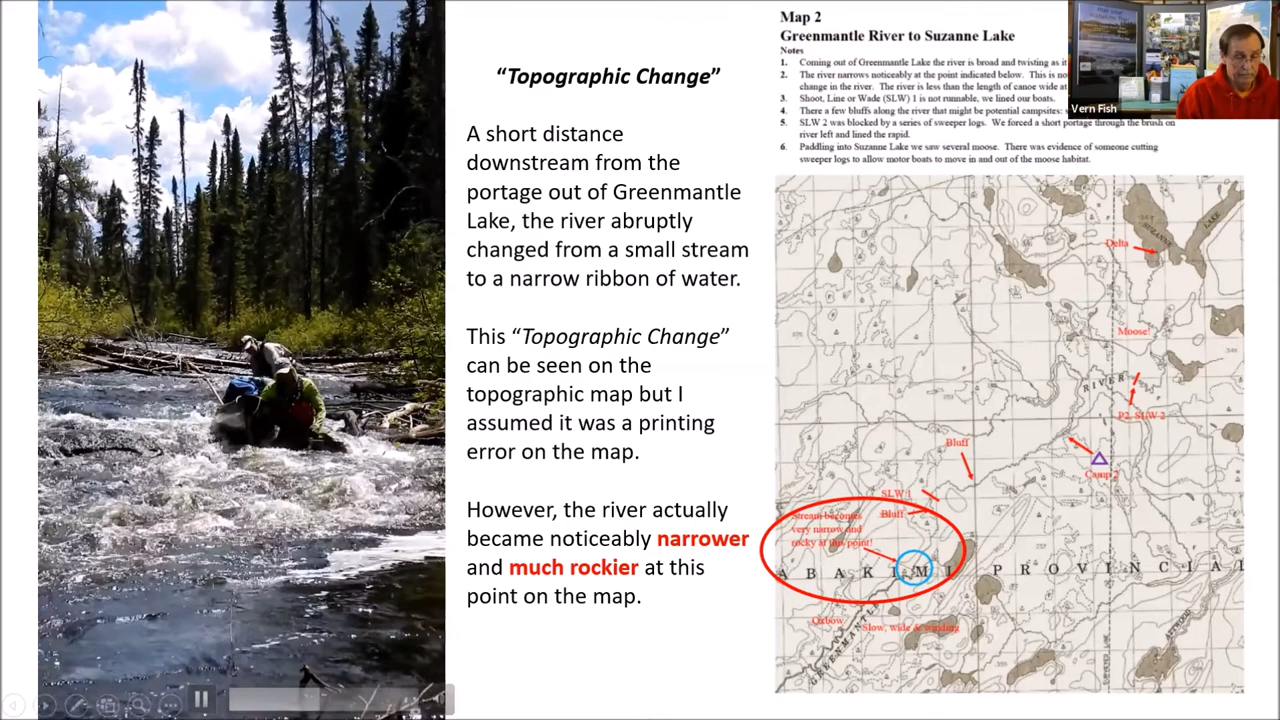 “Topographic Change”
A short distance
downstream from the
portage out of Greenmantle
Lake, the river abruptly
changed from a small stream
to a narrow ribbon of water.
This “Topographic Change”
can be seen on the
topographic map but I
assumed it was a printing
error on the map.
However, the river actually
became noticeably narrower
and much rockier at this
point on the map.
Map 2
Greenmantle River to Suzanne Lake
Notes
1. Coming out of Greenmantle Lake the river is broad and twisting as it
2. The river narrows noticeably at the point indicated below. This is no
change in the river. The river is less than the length of canoe wide at
3. Shoot, Line or Wade (SLW) 1 is not runnable, we lined our boats.
4. There a few bluffs along the river that might be potential campsites:
5. SLW 2 was blocked by a series of sweeper logs. We forced a short portage through the brush on
river left and lined the rapid.
6. Paddling into Suzanne Lake we saw several moose. There was evidence of someone cutting
sweeper logs to allow motor boats to move in and out of the moose habitat.
Vern Fish
SUZANNE
LAKE
Delta
Moose!
RIVER
P2, SLW 2
Bluff
Camp 2
SLW 1
Bluff
Stream becomes
very narrow and
rocky at this point!
ABAKIMI PROVINCIAL
Oxbow
Slow, wide & winding
GREENMANTLE